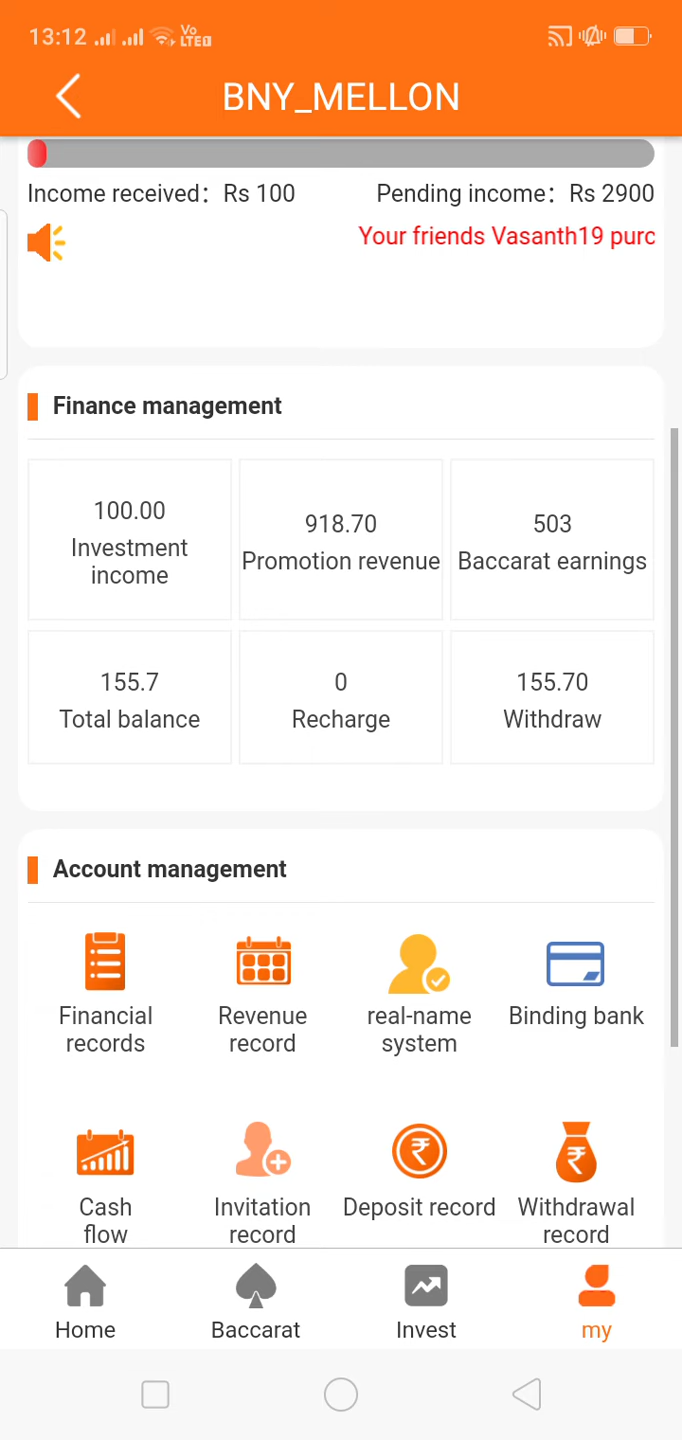 13:12
Vo
LTE
BNY_MELLON
Income received: Rs 100 Pending income: Rs 2900
Your friends Vasanth19 purc
Finance management
100.00
Investment
income
918.70
Promotion revenue
503
Baccarat earnings
155.7
Total balance
0
Recharge
155.70
Withdraw
Account management
Financial
records
Revenue
record
real-name
system
Binding bank
Cash
flow
Invitation
record
Deposit record
Withdrawal
record
Home
Baccarat
Invest
my